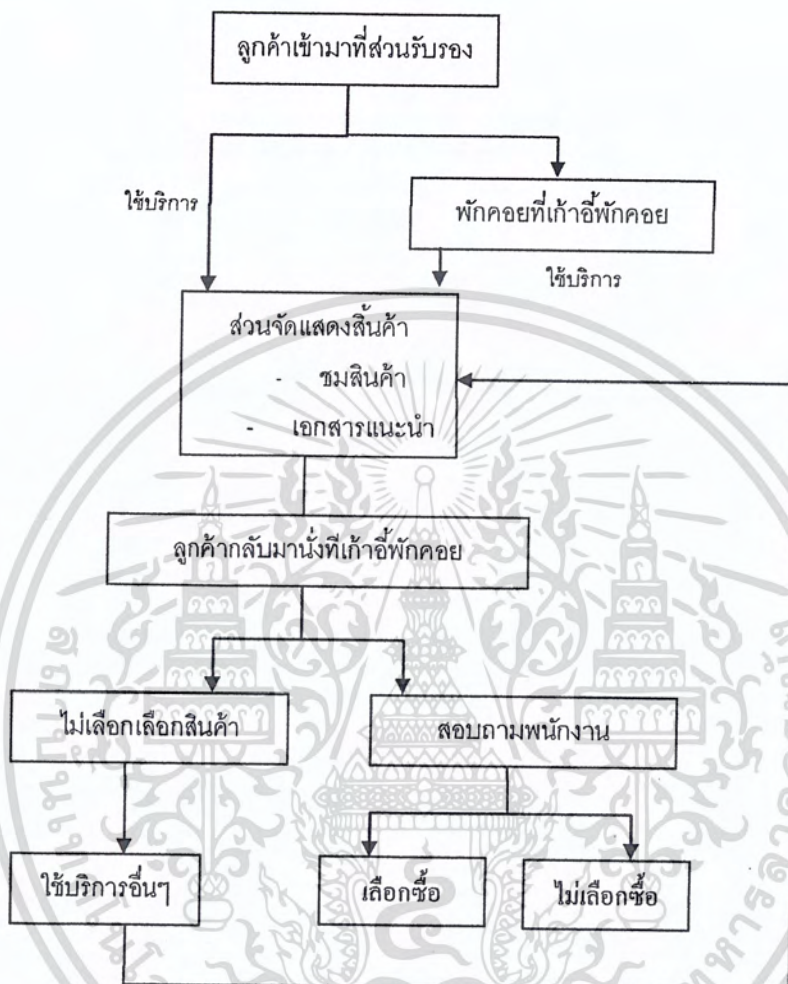 ลูกค้าเข้ามาที่ส่วนรับรอง
ใช้บริการ
พักคอยที่เก้าอี้พักคอย
ใช้บริการ
ส่วนจัดแสดงสิ้นค้า
- ชมสินค้า
- เอกสารแนะนำ
ลูกค้ากลับมานั่งที่เก้าอี้พักคอย
ไม่เลือกเลือกสินค้า
สอบถามพนักงาน
ใช้บริการอื่นๆ
เลือกซื้อ
ไม่เลือกซื้อ